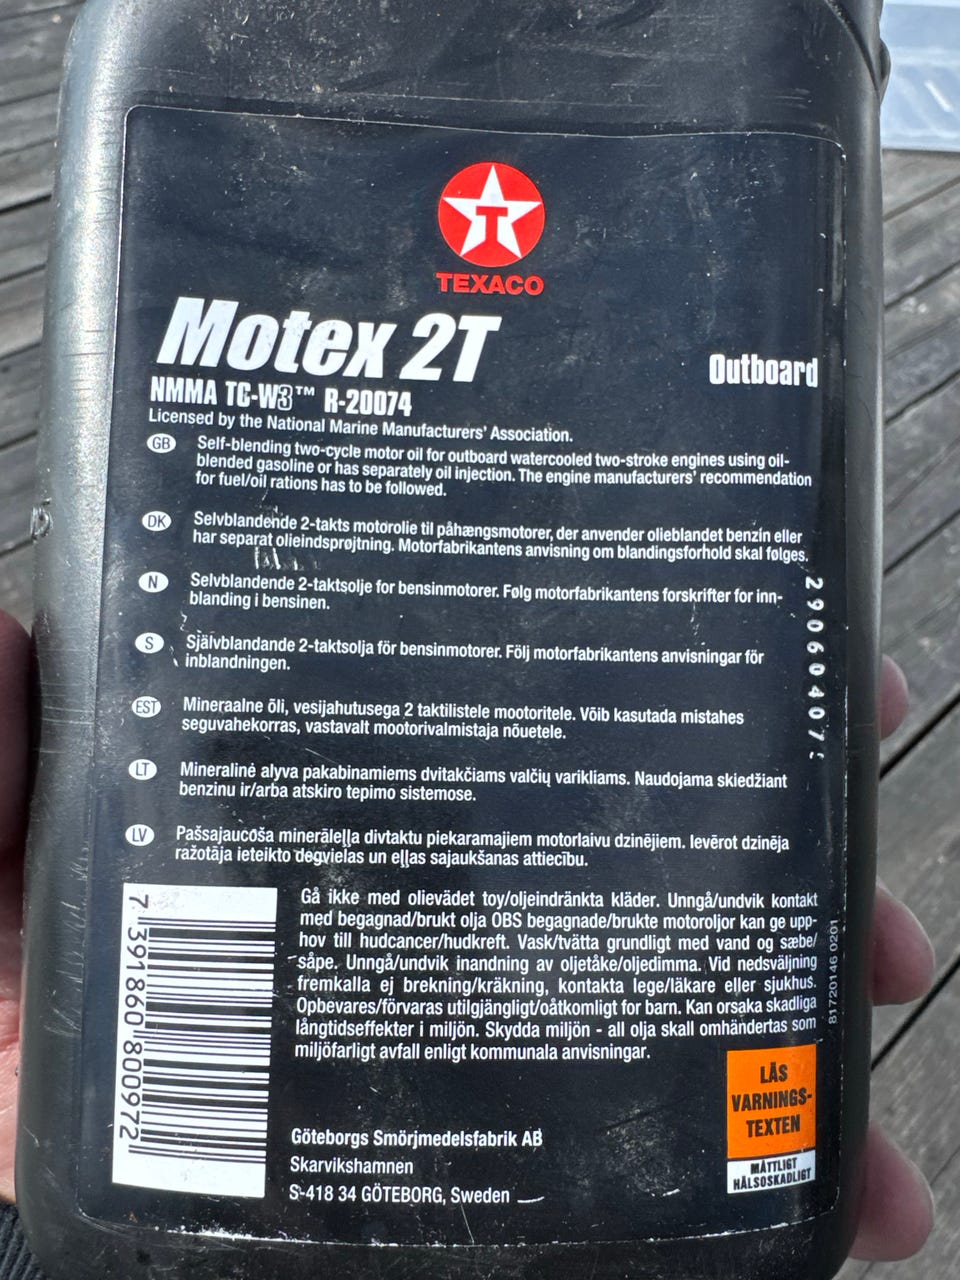 TEXACO
Motex 2T
Outboard
NMMA TC-W3™ R-20074
Licensed by the National Marine Manufacturers' Association.
GB Self-blending two-cycle motor oil for outboard watercooled two-stroke engines using oil-
blended gasoline or has separately oil injection. The engine manufacturers' recommendation
for fuel/oil rations has to be followed.
DK Selvblandende 2-takts motorolie til påhængsmotorer, der anvender olieblandet benzin eller
har separat olieindsprøjtning. Motorfabrikantens anvisning om blandingsforhold skal følges.
N Selvblandende 2-taktsolje for bensinmotorer. Følg motorfabrikantens forskrifter for inn-
blanding i bensinen.
S Självblandande 2-taktsolja för bensinmotorer. Följ motorfabrikantens anvisningar för
inblandningen.
EST Mineraalne õli, vesijahutusega 2 taktilistele mootoritele. Võib kasutada mistahes
seguvahekorras, vastavalt mootorivalmistaja nõuetele.
LT Mineralinė alyva pakabinamiems dvitakčiams valčių varikliams. Naudojama skiedžiant
benzinu ir/arba atskiro tepimo sistemose.
LV Pašsajaucoša minerāleļļa divtaktu piekaramajiem motorlaivu dzinējiem. Ievērot dzinēja
ražotāja ieteikto degvielas un eļļas sajaukšanas attiecību.
29060407
Gå ikke med olievädet toy/oljeindränkta kläder. Unngå/undvik kontakt
med begagnad/brukt olja OBS begagnade/brukte motoroljor kan ge upp-
hov till hudcancer/hudkreft. Vask/tvätta grundligt med vand og sæbe/
såpe. Unngå/undvik inandning av oljetåke/oljedimma. Vid nedsväljning
fremkalla ej brekning/kräkning, kontakta lege/läkare eller sjukhus.
Opbevares/förvaras utilgjängligt/oåtkomligt for barn. Kan orsaka skadliga
långtidseffekter i miljön. Skydda miljön - all olja skall omhändertas som
miljöfarligt avfall enligt kommunala anvisningar.
81720146 0201
7 391860 800972
LÄS
VARNINGS-
TEXTEN
MÅTTLIGT
HÄLSOSKADLIGT
Göteborgs Smörjmedelsfabrik AB
Skarvikshamnen
S-418 34 GÖTEBORG, Sweden